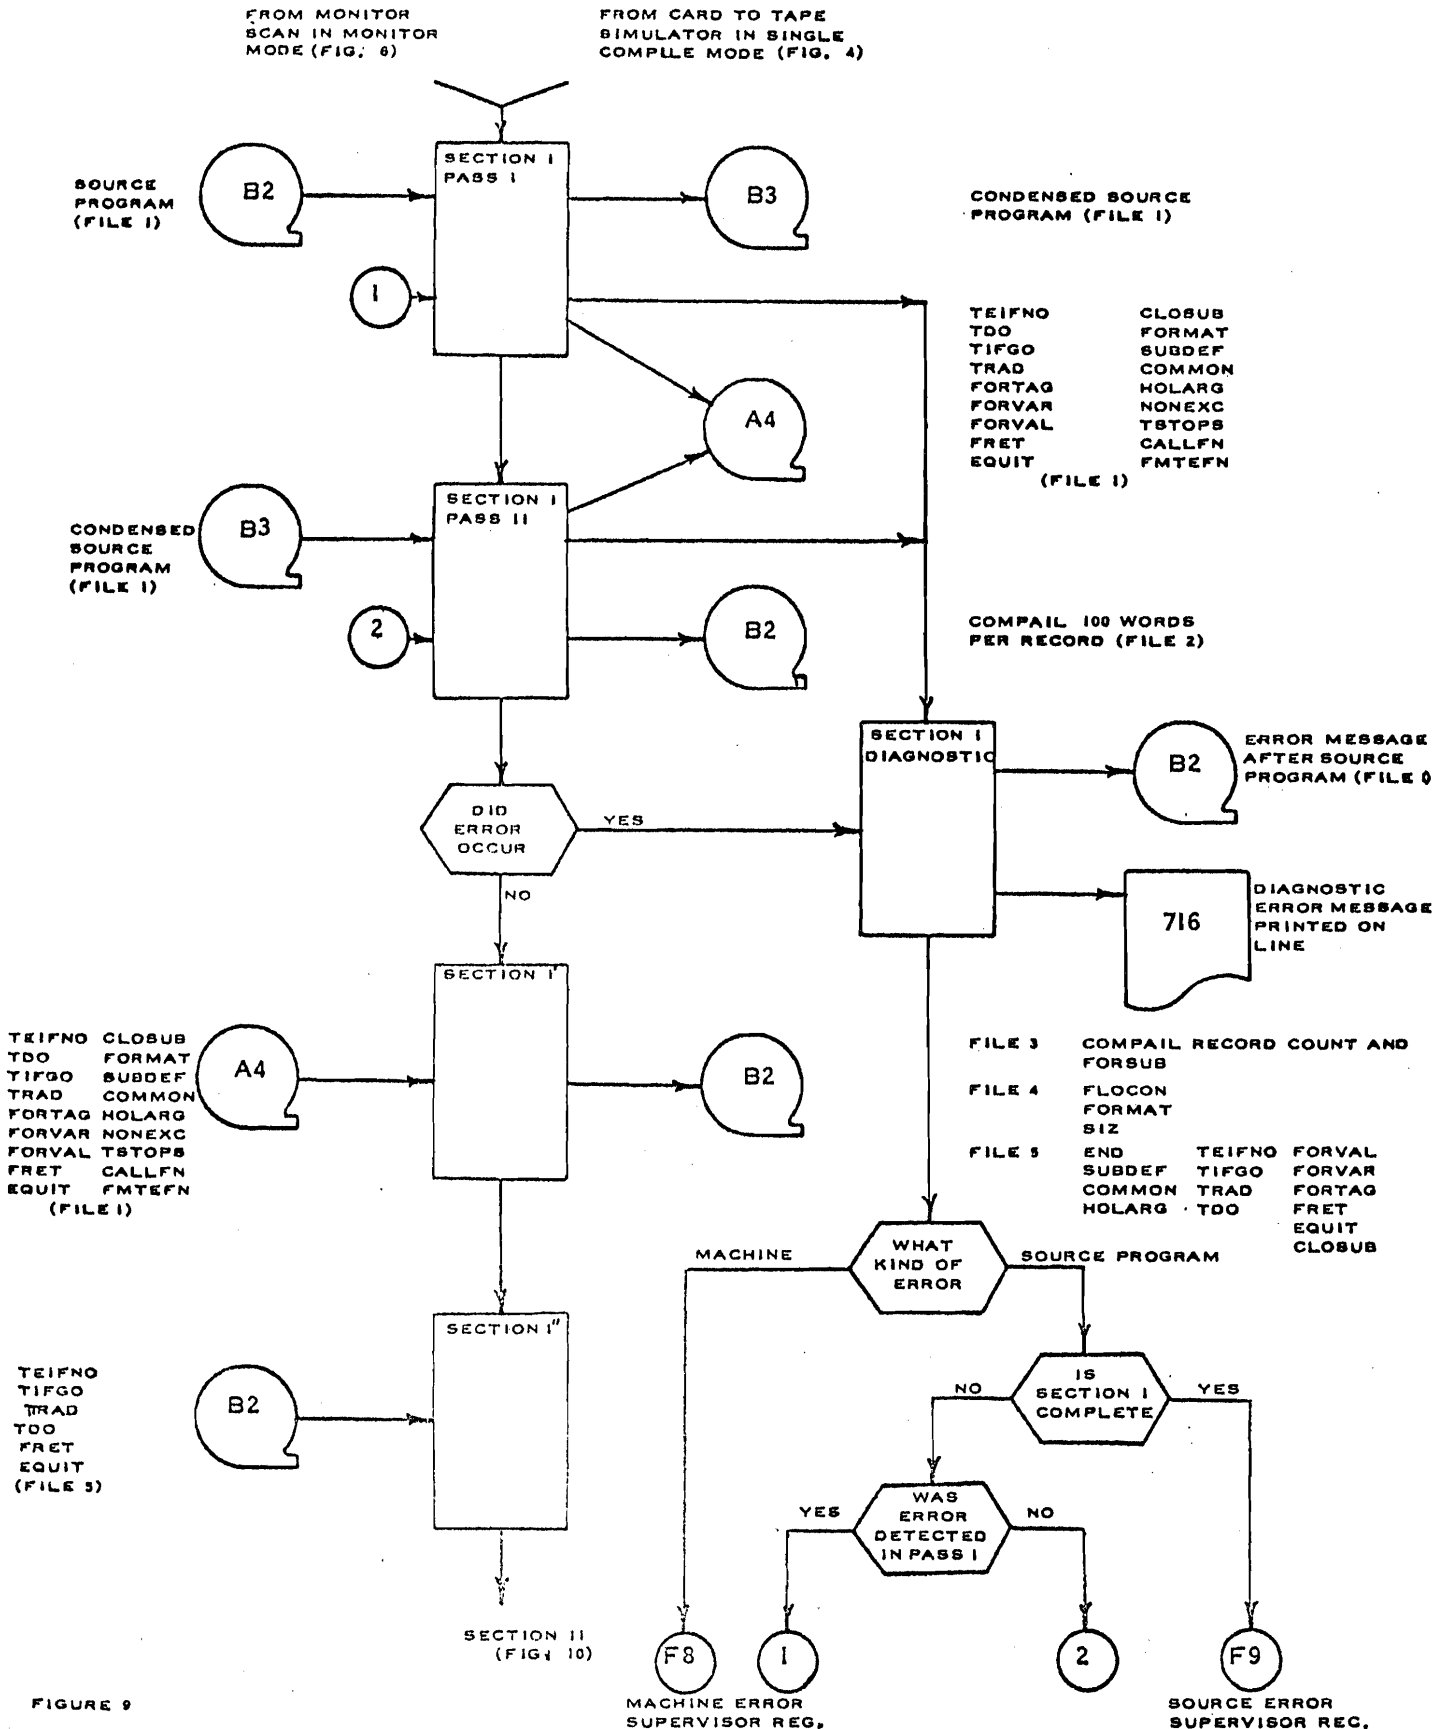 FROM MONITOR
SCAN IN MONITOR
MODE (FIG. 6)
FROM CARD TO TAPE
SIMULATOR IN SINGLE
COMPLLE MODE (FIG. 4)
SOURCE
PROGRAM
(FILE 1)
B2
SECTION I
PASS I
B3
CONDENSED SOURCE
PROGRAM (FILE 1)
1
TEIFNO CLOSUB
TDO FORMAT
TIFGO SUBDEF
TRAD COMMON
FORTAG HOLARG
FORVAR NONEXC
FORVAL TSTOPS
FRET CALLFN
EQUIT FMTEFN
(FILE 1)
A4
CONDENSED
SOURCE
PROGRAM
(FILE 1)
B3
SECTION I
PASS II
2
B2
COMPAIL 100 WORDS
PER RECORD (FILE 2)
SECTION I
DIAGNOSTIC
B2
ERROR MESSAGE
AFTER SOURCE
PROGRAM (FILE 1)
DID
ERROR
OCCUR
YES
NO
716
DIAGNOSTIC
ERROR MESSAGE
PRINTED ON
LINE
SECTION I'
TEIFNO CLOSUB
TDO FORMAT
TIFGO SUBDEF
TRAD COMMON
FORTAG HOLARG
FORVAR NONEXC
FORVAL TSTOPS
FRET CALLFN
EQUIT FMTEFN
(FILE 1)
A4
B2
FILE 3 COMPAIL RECORD COUNT AND
FORSUB
FILE 4 FLOCON
FORMAT
SIZ
FILE 5 END TEIFNO FORVAL
SUBDEF TIFGO FORVAR
COMMON TRAD FORTAG
HOLARG TDO FRET
EQUIT
CLOSUB
WHAT
KIND OF
ERROR
MACHINE
SOURCE PROGRAM
SECTION I"
TEIFNO
TIFGO
TRAD
TDO
FRET
EQUIT
(FILE 5)
B2
IS
SECTION I
COMPLETE
NO
YES
WAS
ERROR
DETECTED
IN PASS I
YES
NO
SECTION II
(FIG. 10)
F8
1
2
F9
MACHINE ERROR
SUPERVISOR REG.
SOURCE ERROR
SUPERVISOR REC.
FIGURE 9